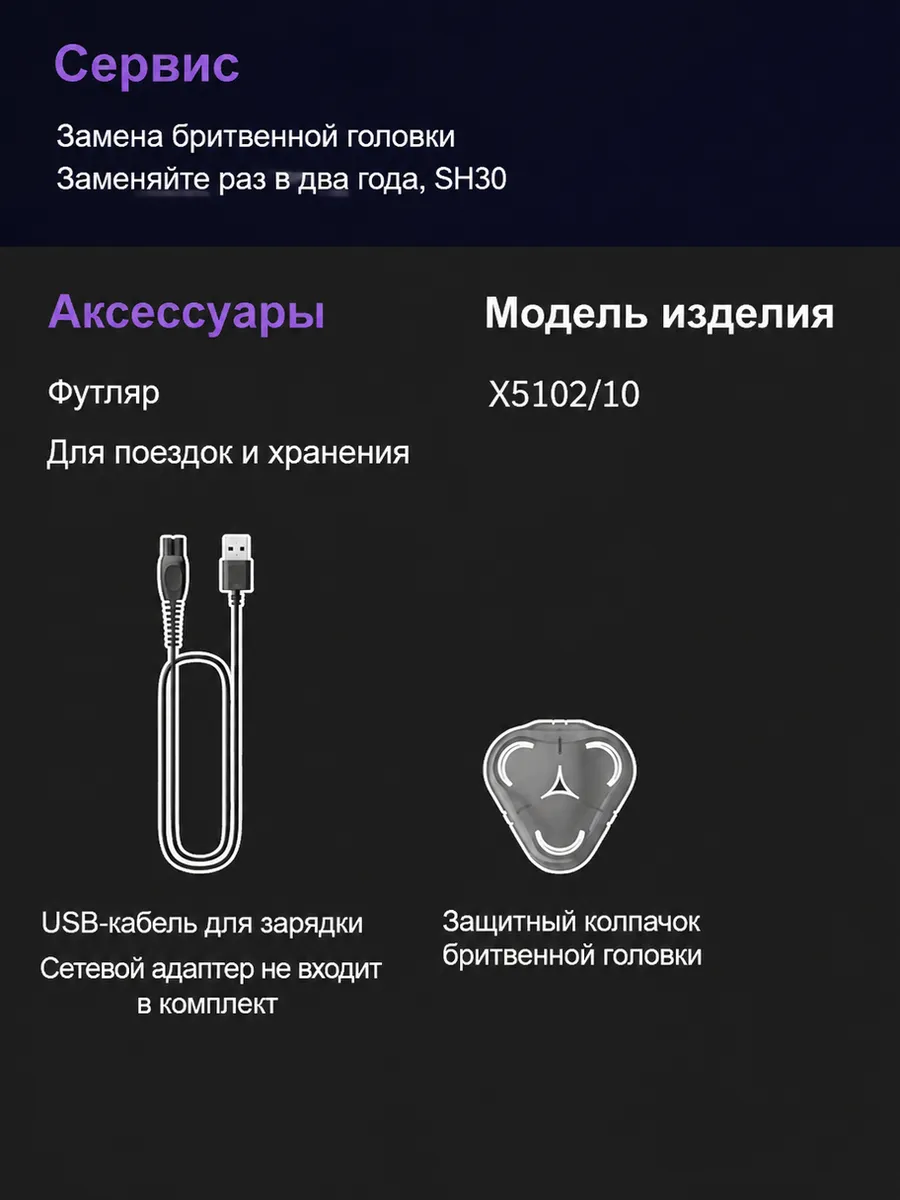 Сервис
Замена бритвенной головки
Заменяйте раз в два года, SH30
Аксессуары
Футляр
Для поездок и хранения
Модель изделия
X5102/10
USB-кабель для зарядки
Сетевой адаптер не входит
в комплект
Защитный колпачок
бритвенной головки